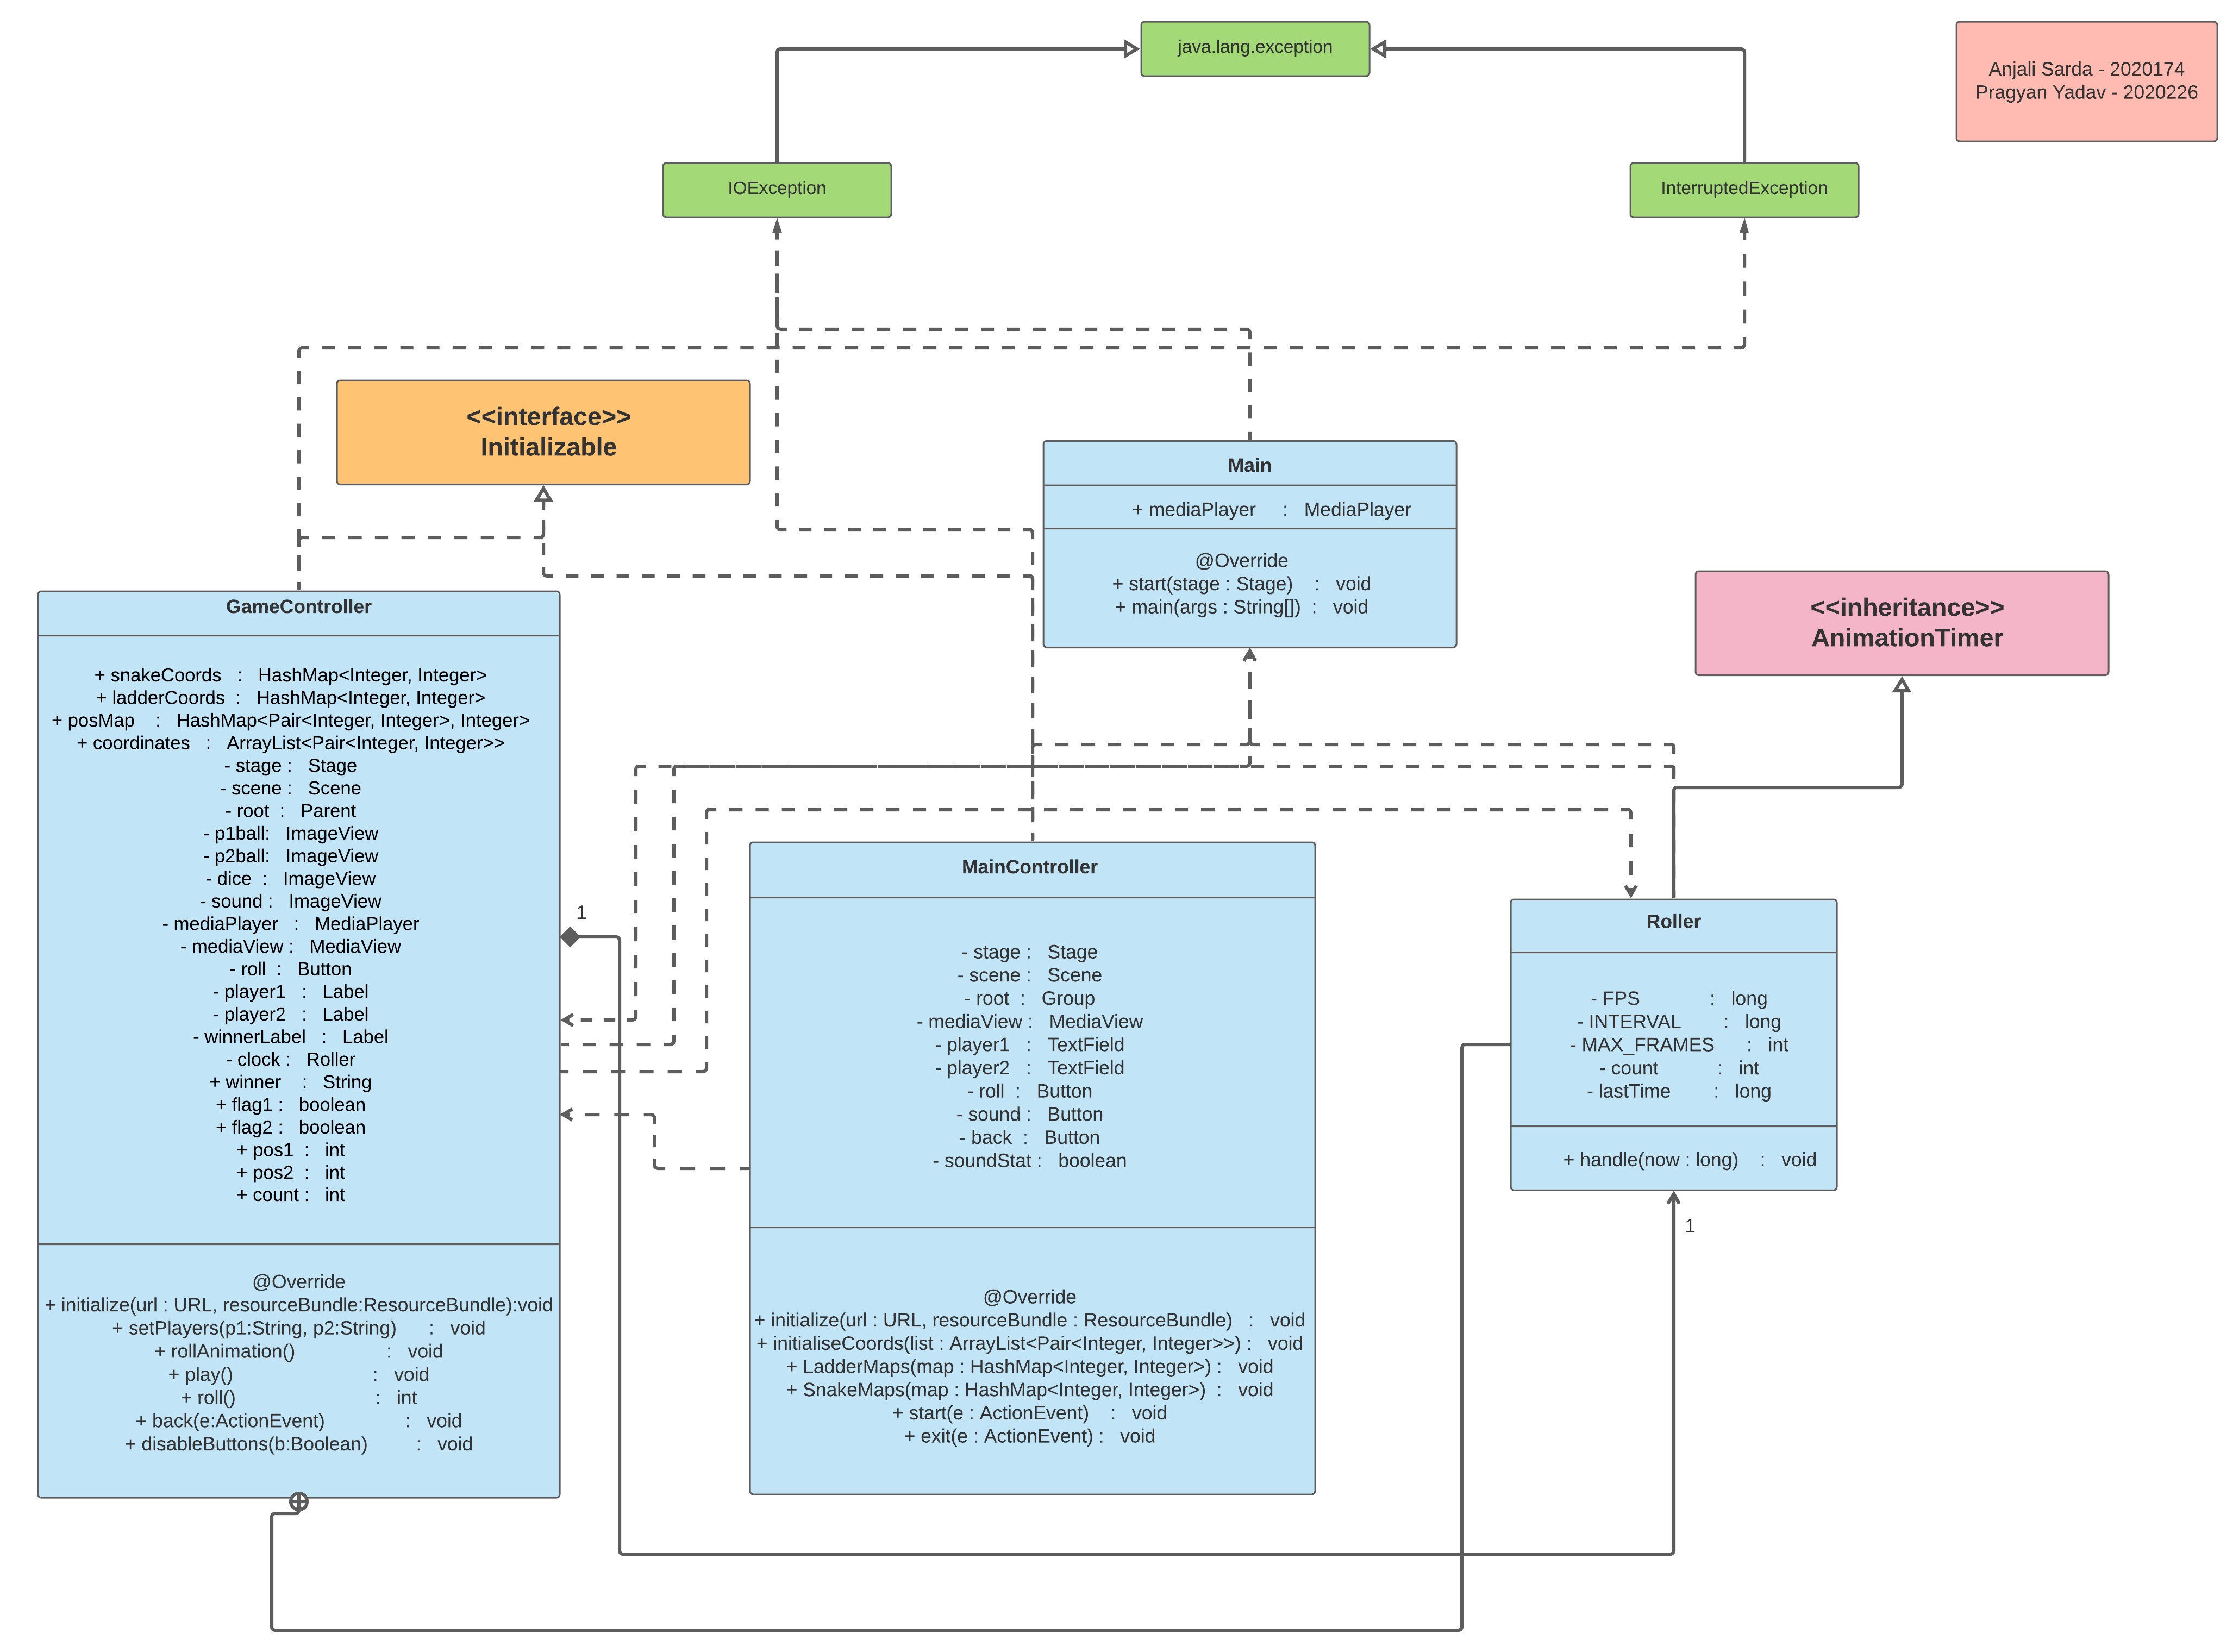 java.lang.exception
Anjali Sarda - 2020174
Pragyan Yadav - 2020226
IOException
InterruptedException
<<interface>>
Initializable
Main
+ mediaPlayer : MediaPlayer
@Override
+ start(stage : Stage) : void
+ main(args : String[]) : void
<<inheritance>>
AnimationTimer
GameController
+ snakeCoords : HashMap<Integer, Integer>
+ ladderCoords : HashMap<Integer, Integer>
+ posMap : HashMap<Pair<Integer, Integer>, Integer>
+ coordinates : ArrayList<Pair<Integer, Integer>>
- stage : Stage
- scene : Scene
- root : Parent
- p1ball: ImageView
- p2ball: ImageView
- dice : ImageView
- sound : ImageView
- mediaPlayer : MediaPlayer
- mediaView : MediaView
- roll : Button
- player1 : Label
- player2 : Label
- winnerLabel : Label
- clock : Roller
+ winner : String
+ flag1 : boolean
+ flag2 : boolean
+ pos1 : int
+ pos2 : int
+ count : int
@Override
+ initialize(url : URL, resourceBundle:ResourceBundle):void
+ setPlayers(p1:String, p2:String) : void
+ rollAnimation() : void
+ play() : void
+ roll() : int
+ back(e:ActionEvent) : void
+ disableButtons(b:Boolean) : void
1
MainController
- stage : Stage
- scene : Scene
- root : Group
- mediaView : MediaView
- player1 : TextField
- player2 : TextField
- roll : Button
- sound : Button
- back : Button
- soundStat : boolean
@Override
+ initialize(url : URL, resourceBundle : ResourceBundle) : void
+ initialiseCoords(list : ArrayList<Pair<Integer, Integer>>) : void
+ LadderMaps(map : HashMap<Integer, Integer>) : void
+ SnakeMaps(map : HashMap<Integer, Integer>) : void
+ start(e : ActionEvent) : void
+ exit(e : ActionEvent) : void
Roller
- FPS : long
- INTERVAL : long
- MAX_FRAMES : int
- count : int
- lastTime : long
+ handle(now : long) : void
1